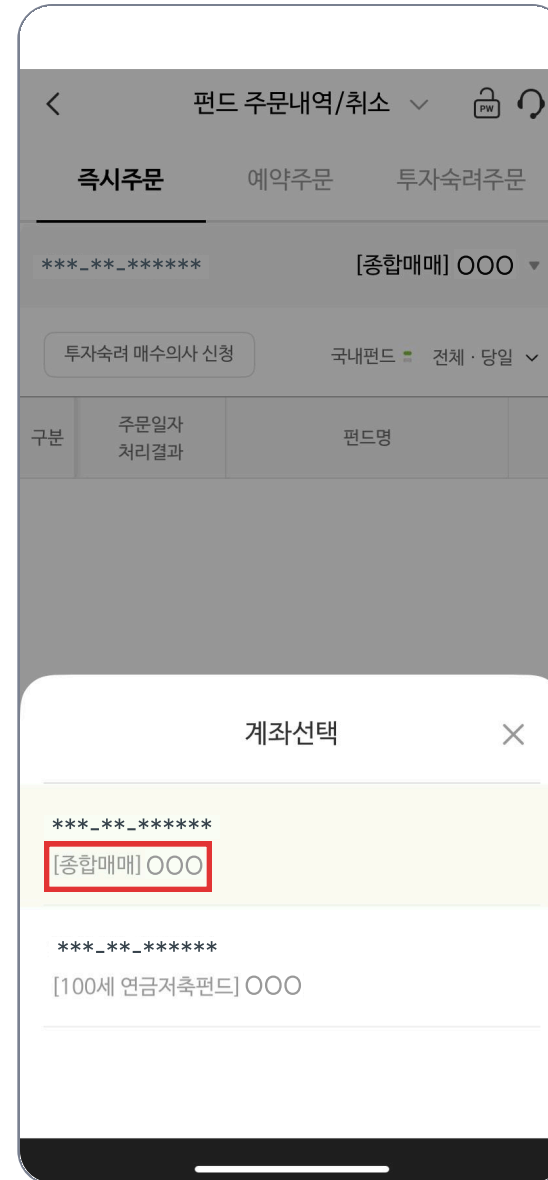 펀드 주문내역/취소
PW
즉시주문 예약주문 투자숙려주문
***-**-****** [종합매매] OOO
투자숙려 매수의사 신청 국내펀드 전체 · 당일
구분 주문일자 처리결과 펀드명
계좌선택
***-**-******
[종합매매] OOO
***-**-******
[100세 연금저축펀드] OOO